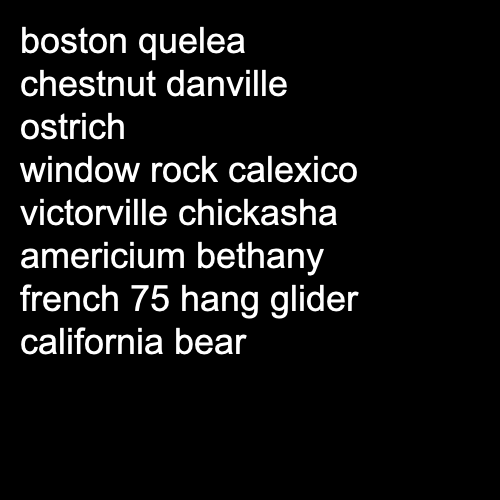 boston quelea
chestnut danville
ostrich
window rock calexico
victorville chickasha
americium bethany
french 75 hang glider
california bear